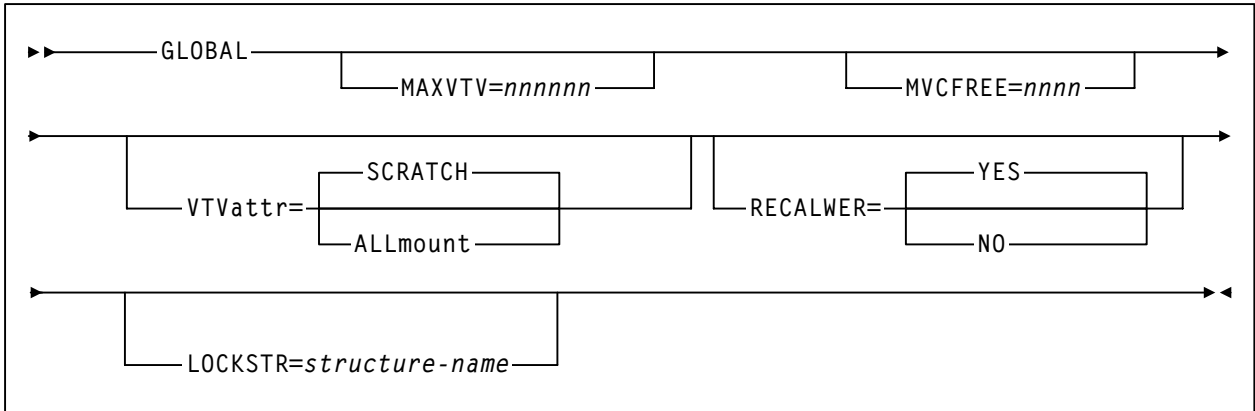 GLOBAL
MAXVTV=nnnnnn
MVCFREE=nnnn
SCRATCH
VTVattr=
ALLmount
YES
RECALWER=
NO
LOCKSTR=structure-name